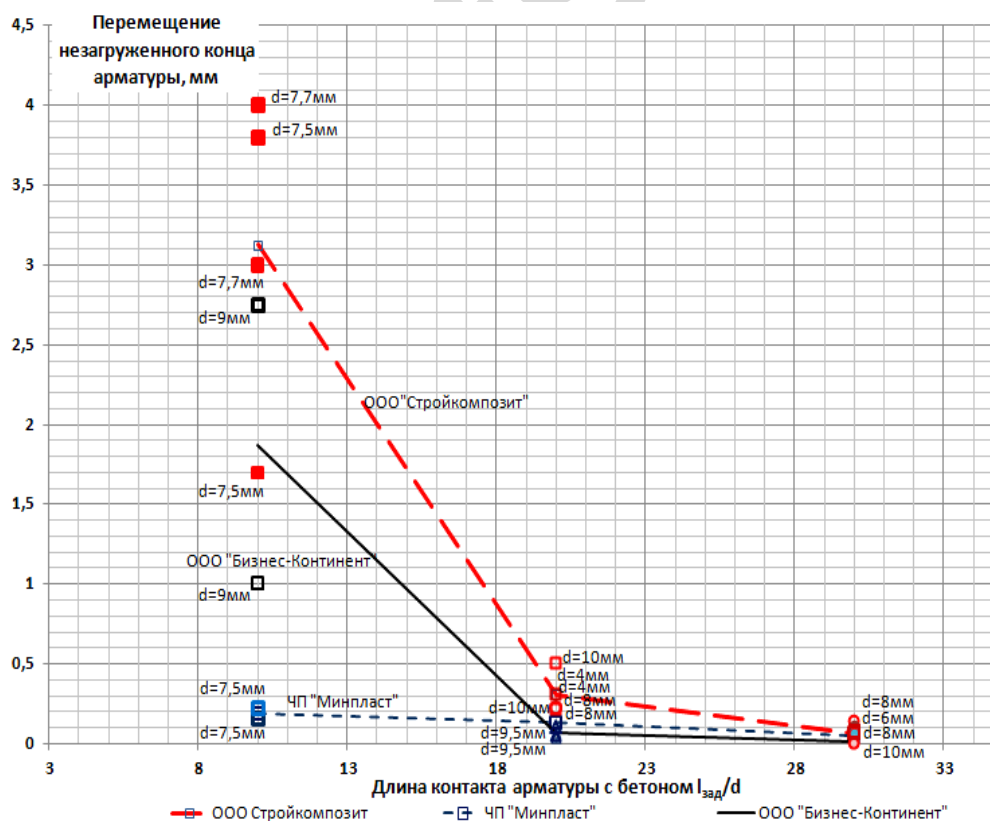 4,5
Перемещение
незагруженного конца
арматуры, мм
4
d=7,7мм
d=7,5мм
3,5
3
d=7,7мм
d=9мм
2,5
ООО"Стройкомпозит"
2
d=7,5мм
1,5
ООО "Бизнес-Континент"
1
d=9мм
0,5
d=10мм
d=4мм
d=4мм
d=7,5мм
ЧП "Минпласт"
d=8мм
d=10мм
d=8мм
d=8мм
d=6мм
d=7,5мм
d=9,5мм
d=8мм
d=9,5мм
d=10мм
0
3 8 13 18 23 28 33
Длина контакта арматуры с бетоном lзад/d
ООО Стройкомпозит ЧП "Минпласт" ООО "Бизнес-Континент"